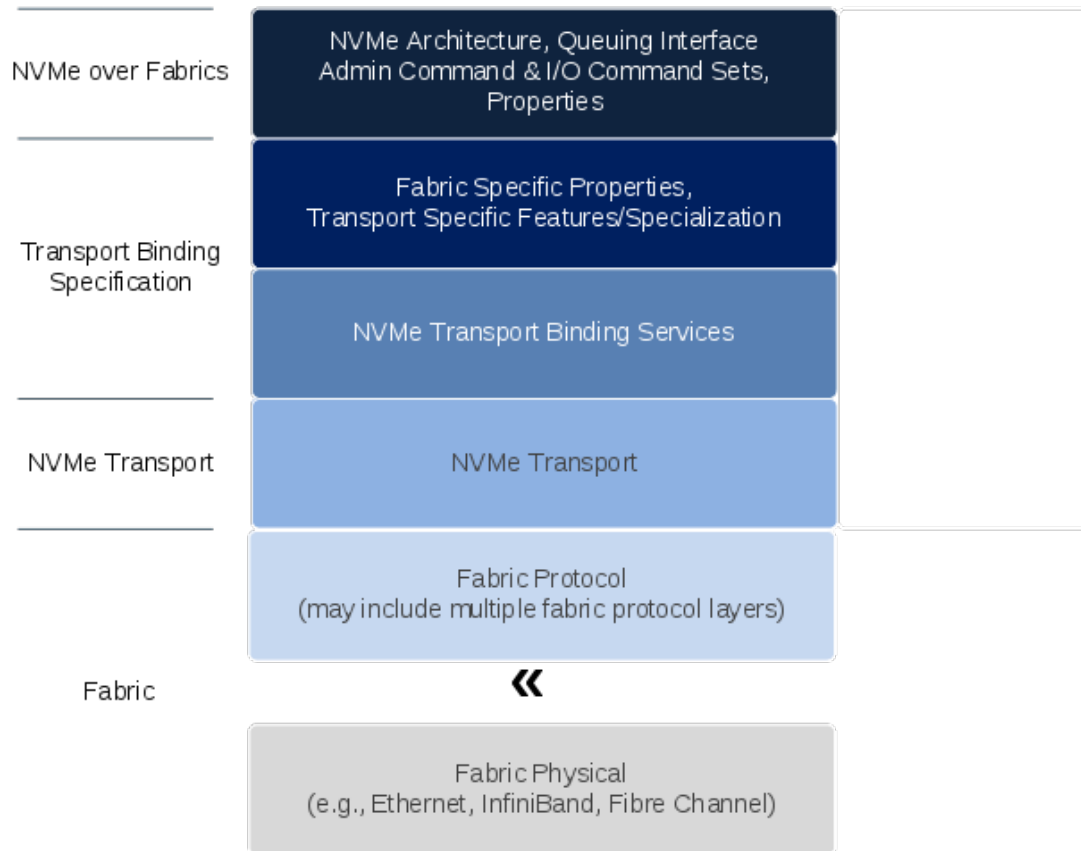 NVMe over Fabrics
NVMe Architecture, Queuing Interface
Admin Command & I/O Command Sets,
Properties
Transport Binding
Specification
Fabric Specific Properties,
Transport Specific Features/Specialization
NVMe Transport Binding Services
NVMe Transport
NVMe Transport
Fabric
Fabric Protocol
(may include multiple fabric protocol layers)
«
Fabric Physical
(e.g., Ethernet, InfiniBand, Fibre Channel)